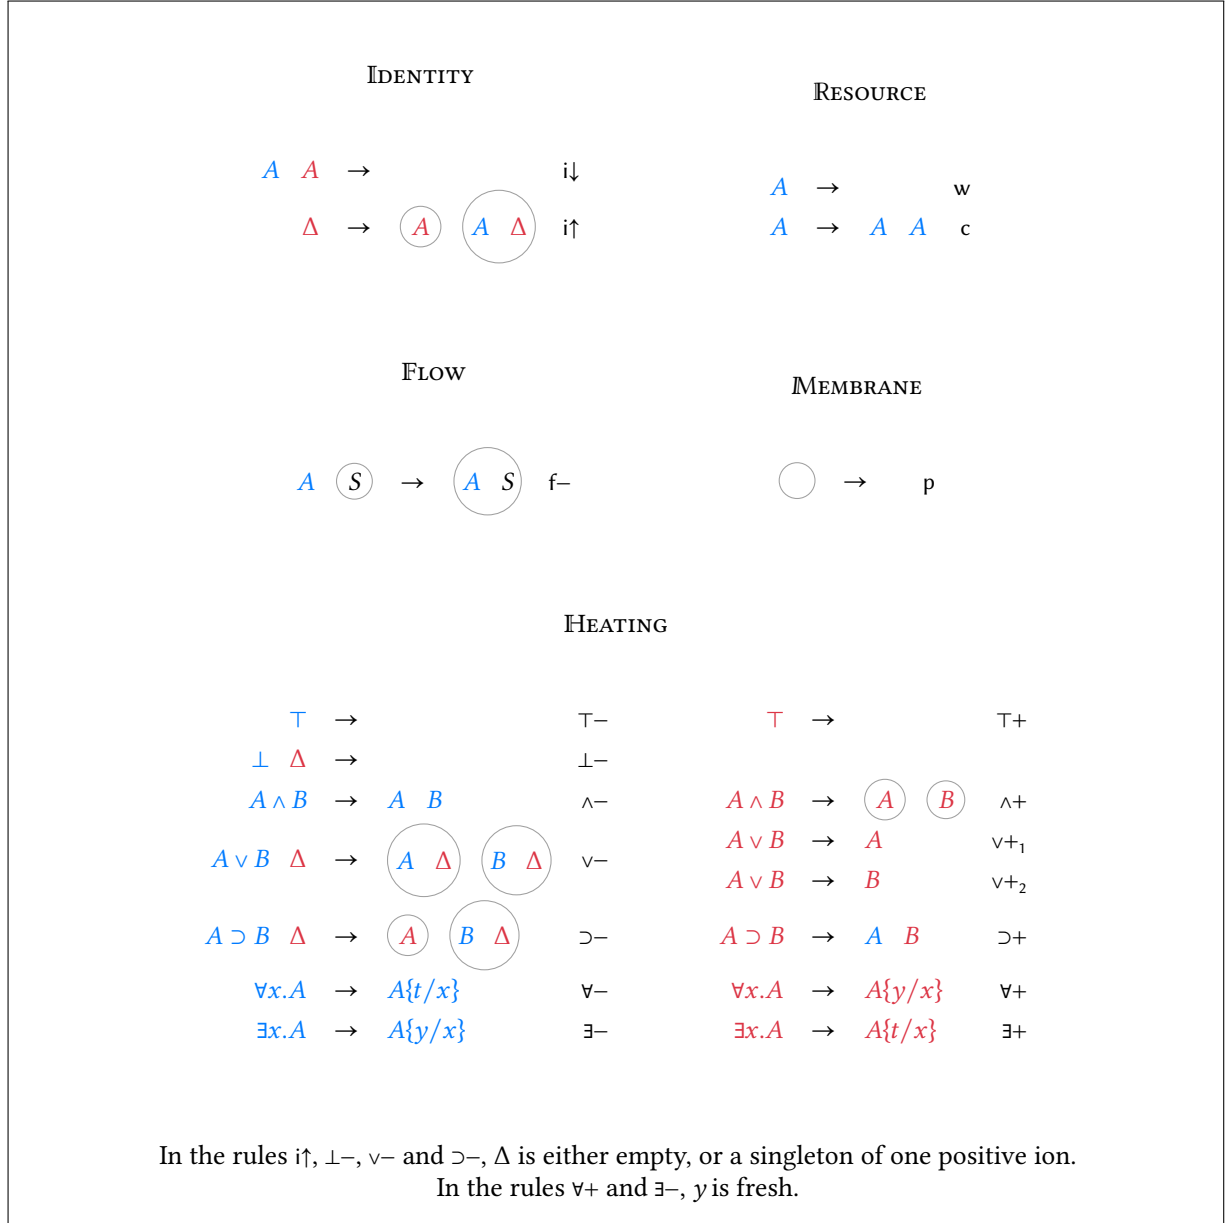 𝕀DENTITY
ℝESOURCE
A A → i↓
Δ → A A Δ i↑
A → w
A → A A c
𝔽LOW
𝕄EMBRANE
A S → A S f−
→ p
ℍEATING
⊤ → ⊤−
⊥ Δ → ⊥−
A ∧ B → A B ∧−
A ∨ B Δ → A Δ B Δ ∨−
A ⊃ B Δ → A B Δ ⊃−
∀x.A → A{t/x} ∀−
∃x.A → A{y/x} ∃−
⊤ → ⊤+
A ∧ B → A B ∧+
A ∨ B → A ∨+₁
A ∨ B → B ∨+₂
A ⊃ B → A B ⊃+
∀x.A → A{y/x} ∀+
∃x.A → A{t/x} ∃+
In the rules i↑, ⊥−, ∨− and ⊃−, Δ is either empty, or a singleton of one positive ion.
In the rules ∀+ and ∃−, y is fresh.